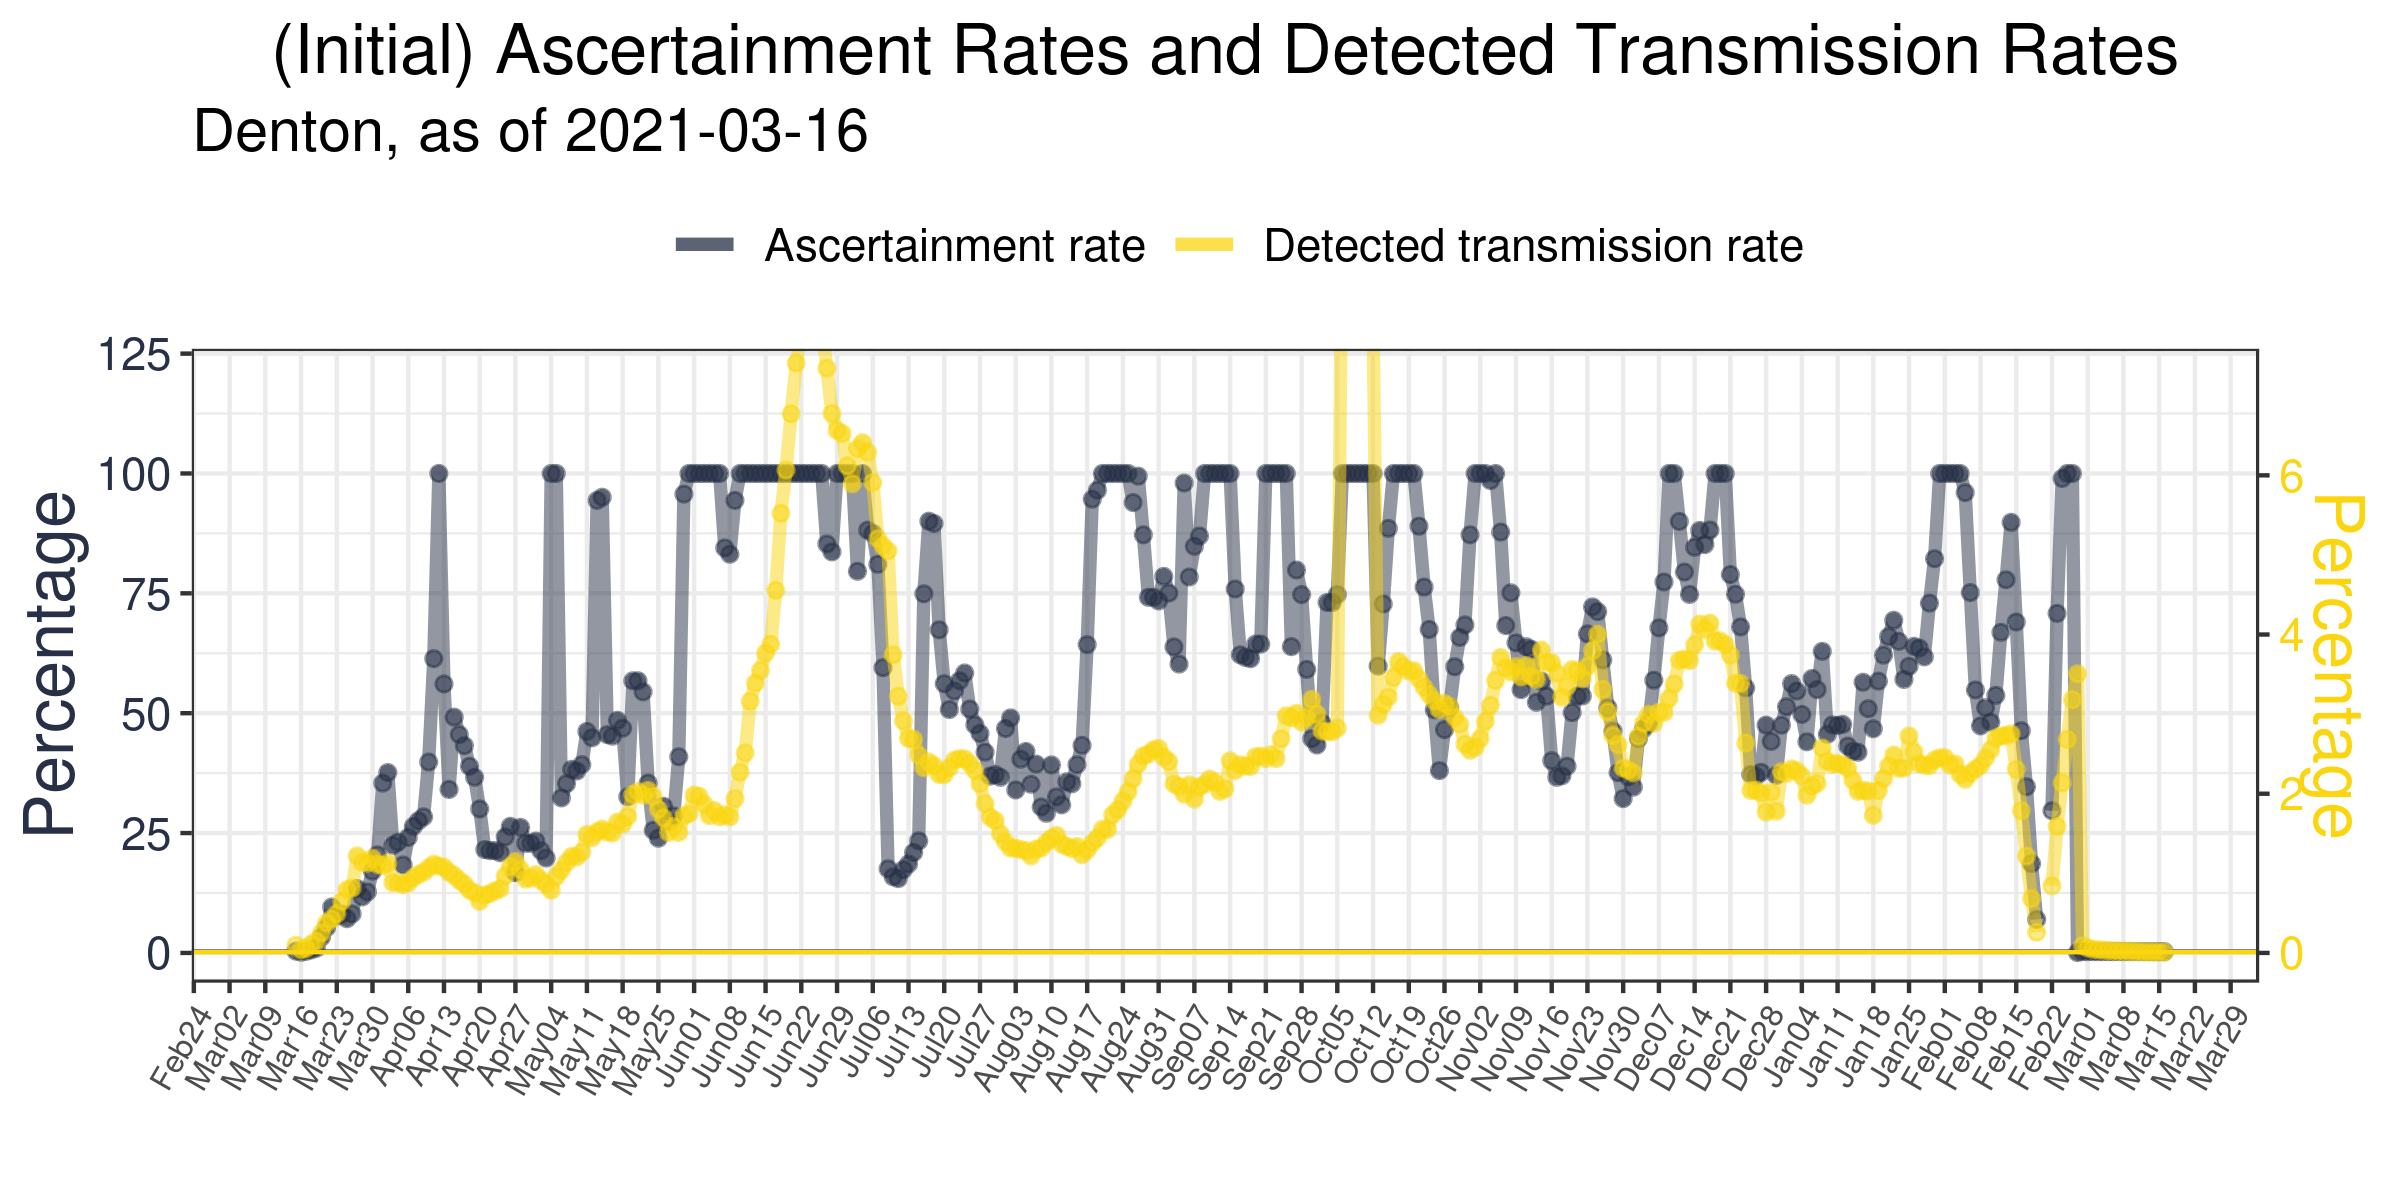 (Initial) Ascertainment Rates and Detected Transmission Rates
Denton, as of 2021-03-16
Ascertainment rate Detected transmission rate
Percentage
125
100
75
50
25
0
6
4
2
0
Percentage
Feb24 Mar02 Mar09 Mar16 Mar23 Mar30 Apr06 Apr13 Apr20 Apr27 May04 May11 May18 May25 Jun01 Jun08 Jun15 Jun22 Jun29 Jul06 Jul13 Jul20 Jul27 Aug03 Aug10 Aug17 Aug24 Aug31 Sep07 Sep14 Sep21 Sep28 Oct05 Oct12 Oct19 Oct26 Nov02 Nov09 Nov16 Nov23 Nov30 Dec07 Dec14 Dec21 Dec28 Jan04 Jan11 Jan18 Jan25 Feb01 Feb08 Feb15 Feb22 Mar01 Mar08 Mar15 Mar22 Mar29